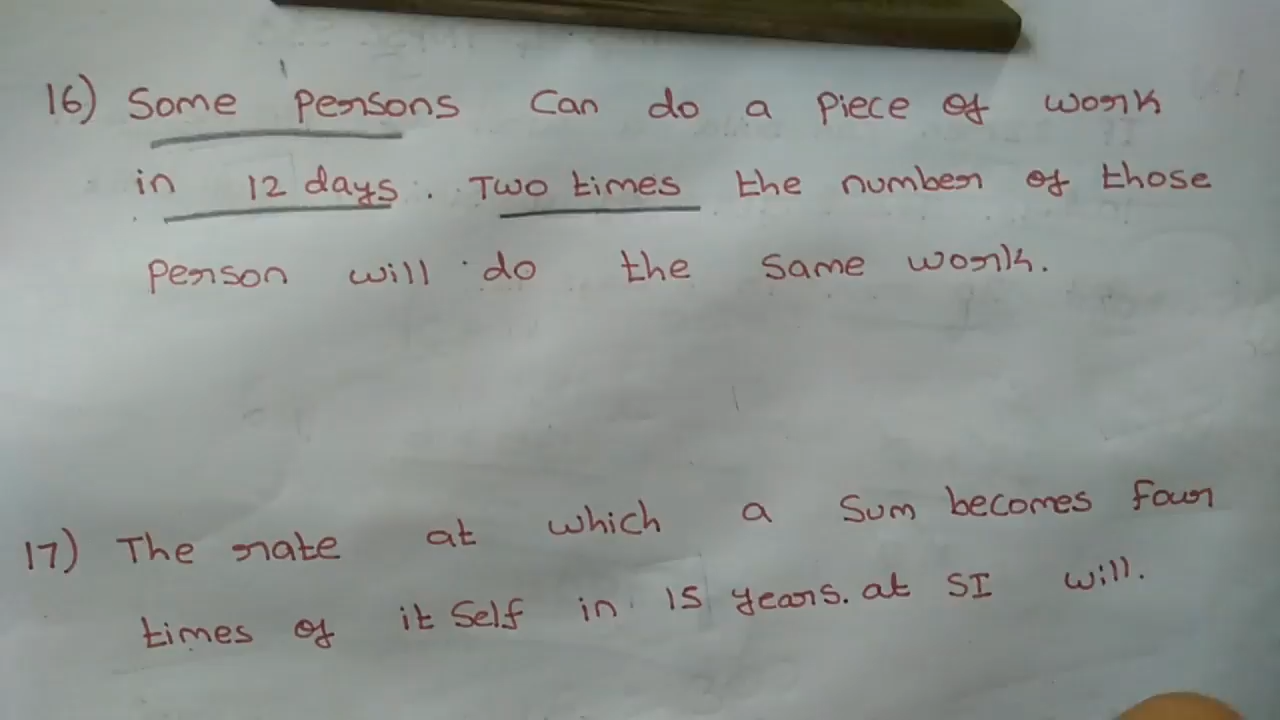 16) Some persons can do a piece of work
in 12 days. Two times the number of those
person will do the same work.
17) The rate at which a sum becomes four
times of it self in 15 years. at SI will.